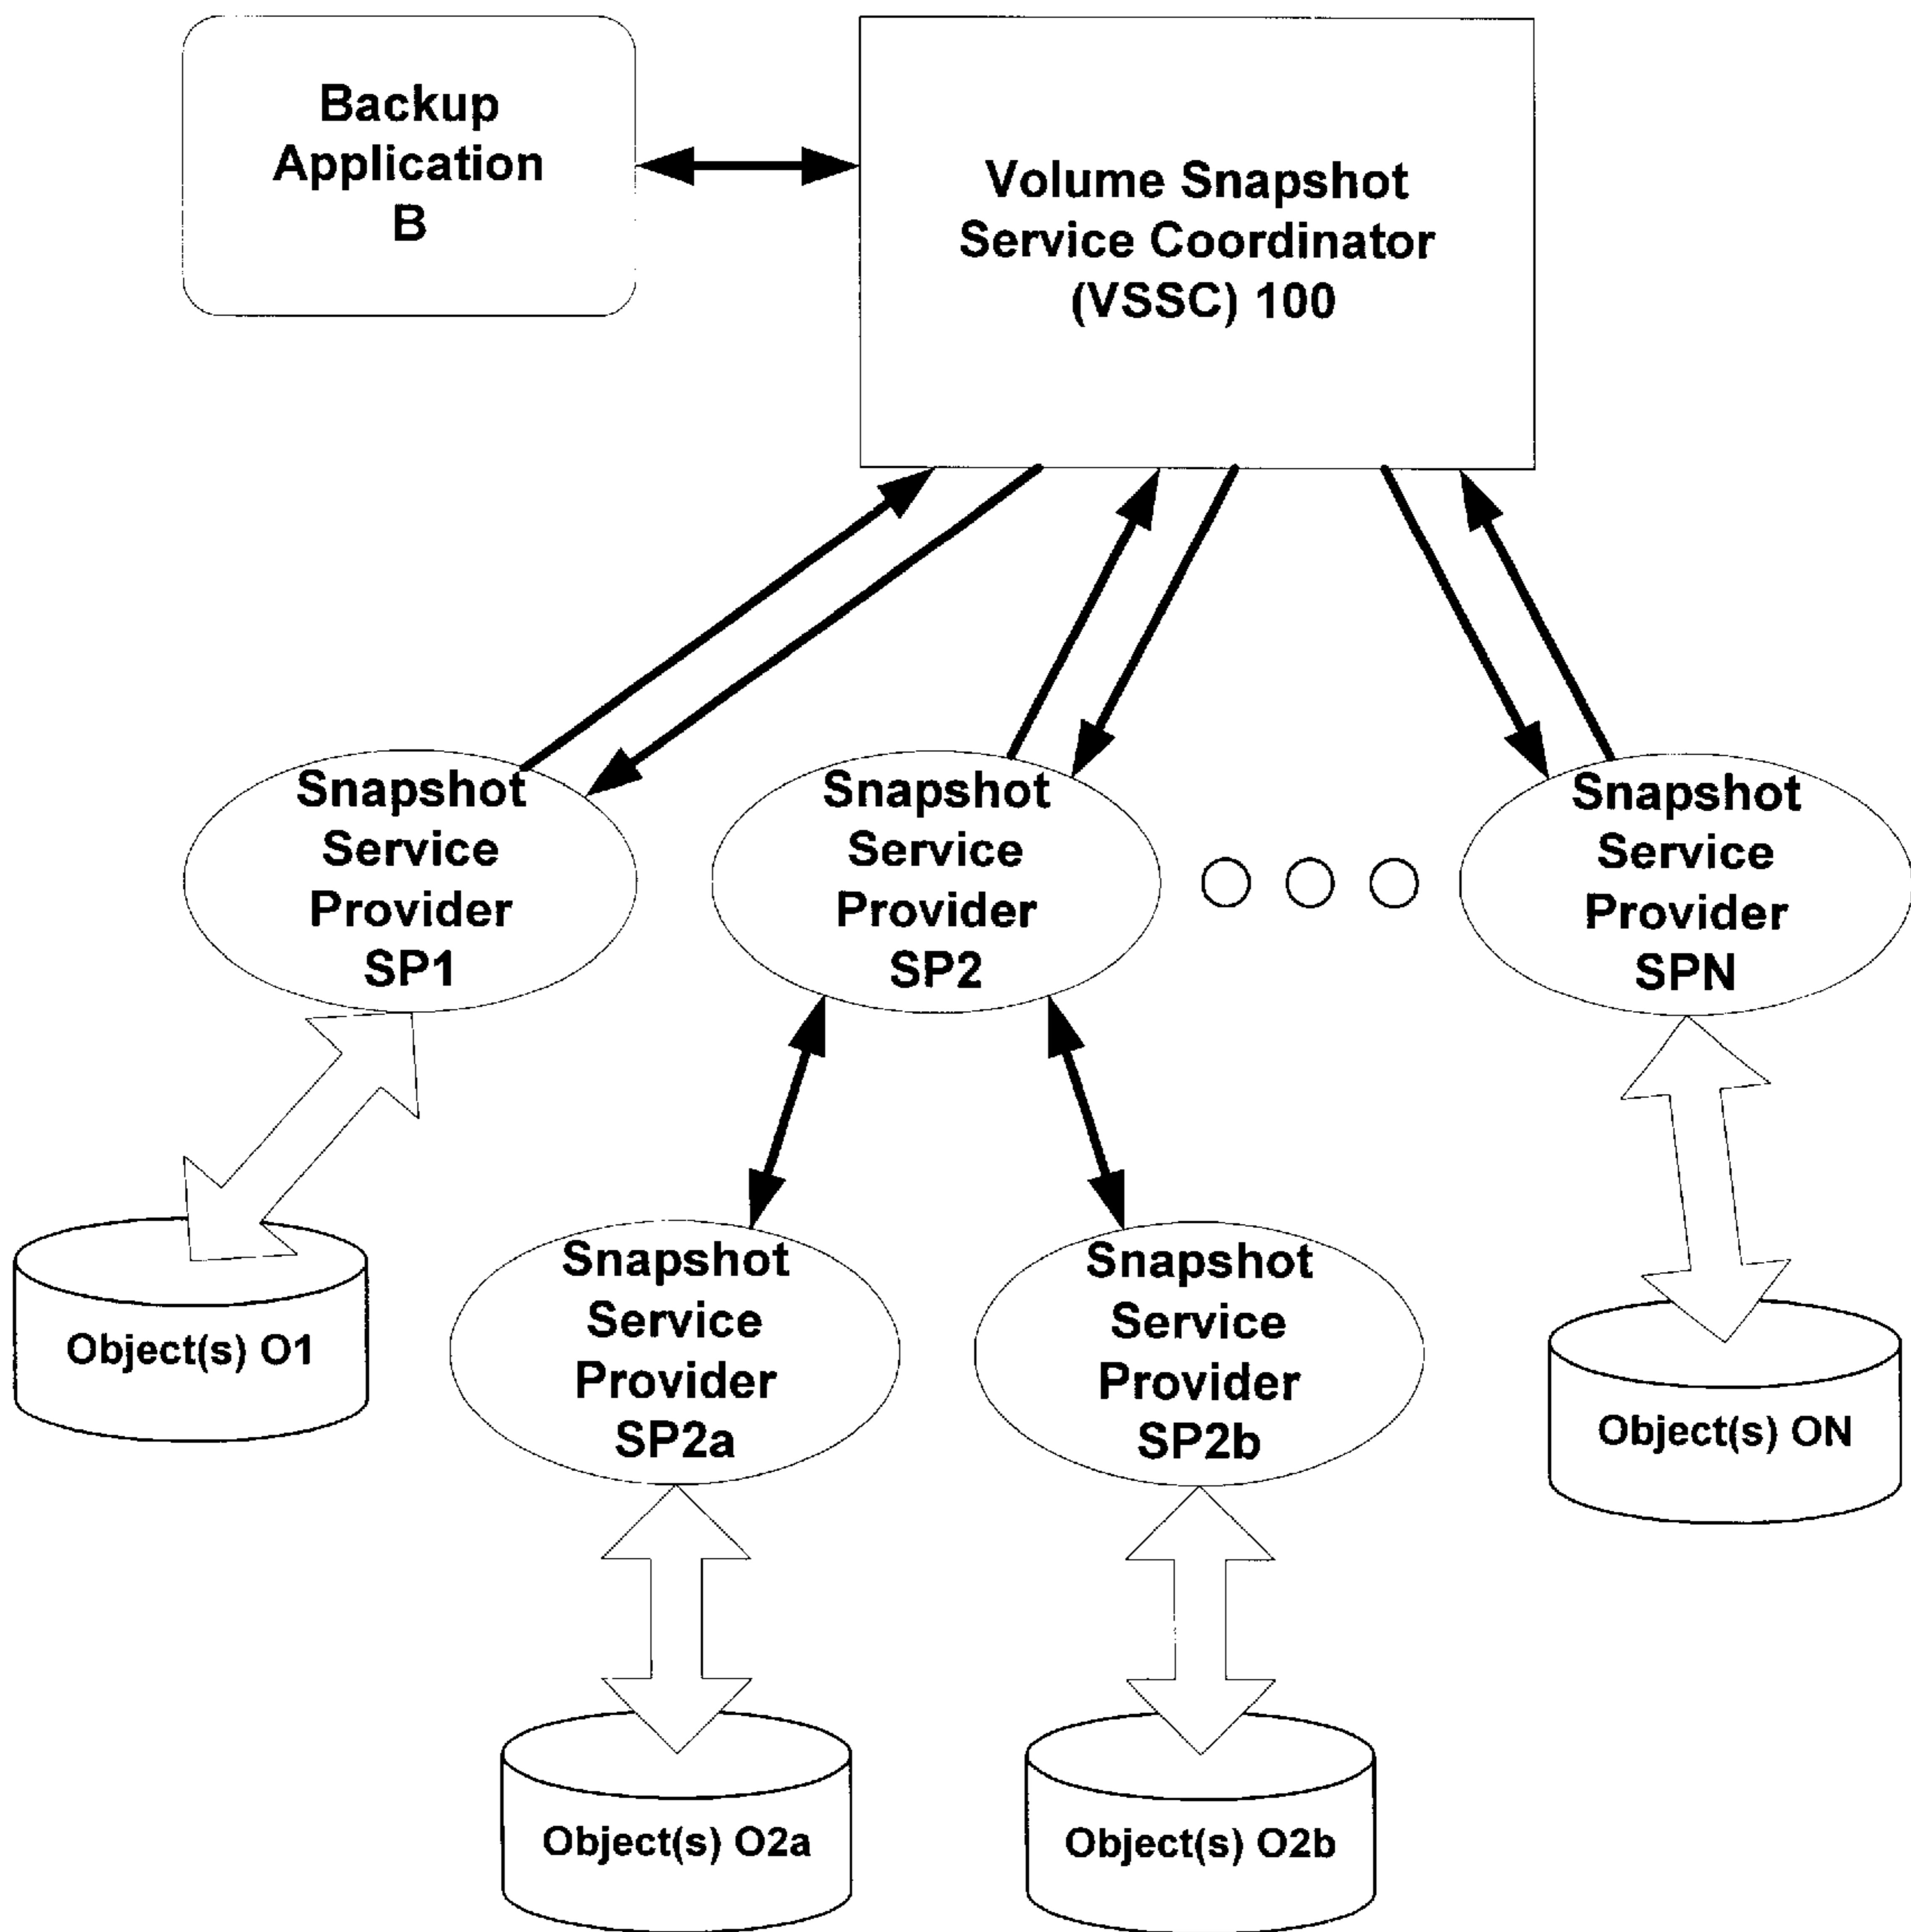 Backup
Application
B
Volume Snapshot
Service Coordinator
(VSSC) 100
Snapshot
Service
Provider
SP1
Snapshot
Service
Provider
SP2
Snapshot
Service
Provider
SPN
Snapshot
Service
Provider
SP2a
Snapshot
Service
Provider
SP2b
Object(s) O1
Object(s) ON
Object(s) O2a
Object(s) O2b